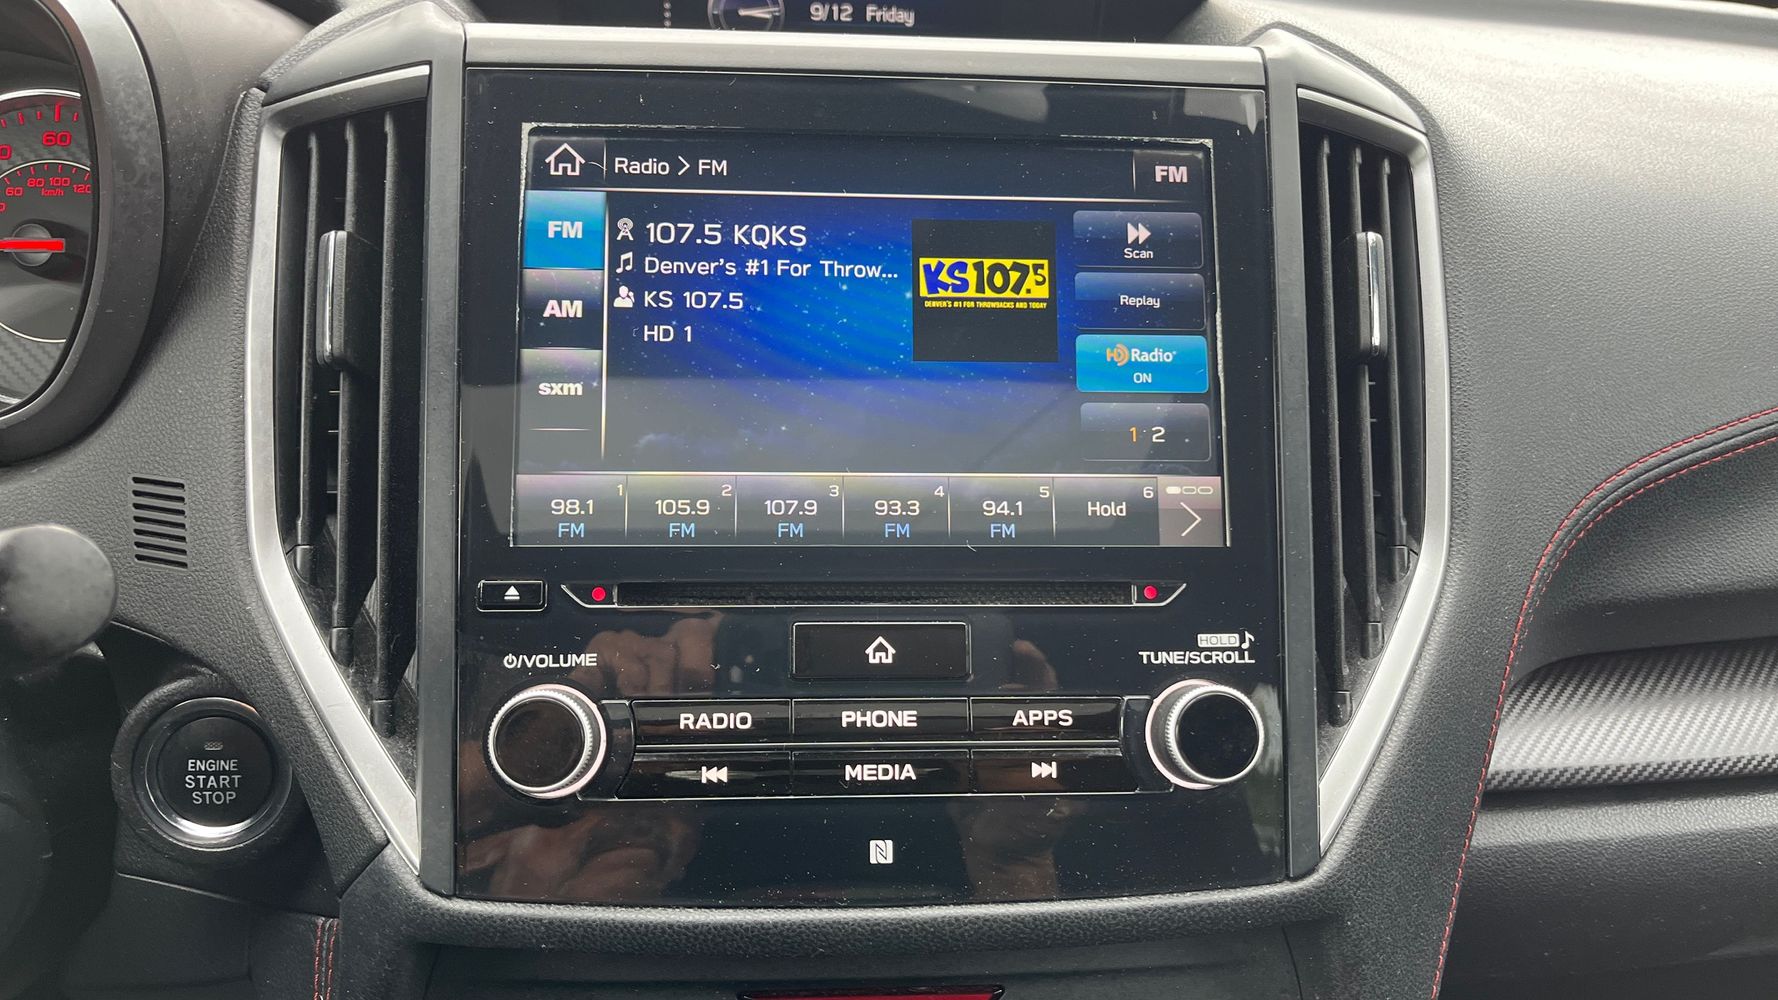 9/12 Friday
60
80 100 120
60
km/h
Radio > FM
FM
FM
AM
sxm
107.5 KQKS
Denver's #1 For Throw...
KS 107.5
HD 1
KS107.5
DENVER'S #1 FOR THROWBACKS AND TODAY
Scan
Replay
HD Radio
ON
1 2
98.1 1
FM
105.9 2
FM
107.9 3
FM
93.3 4
FM
94.1 5
FM
Hold 6
/VOLUME
HOLD
TUNE/SCROLL
RADIO
PHONE
APPS
MEDIA
ENGINE
START
STOP
N